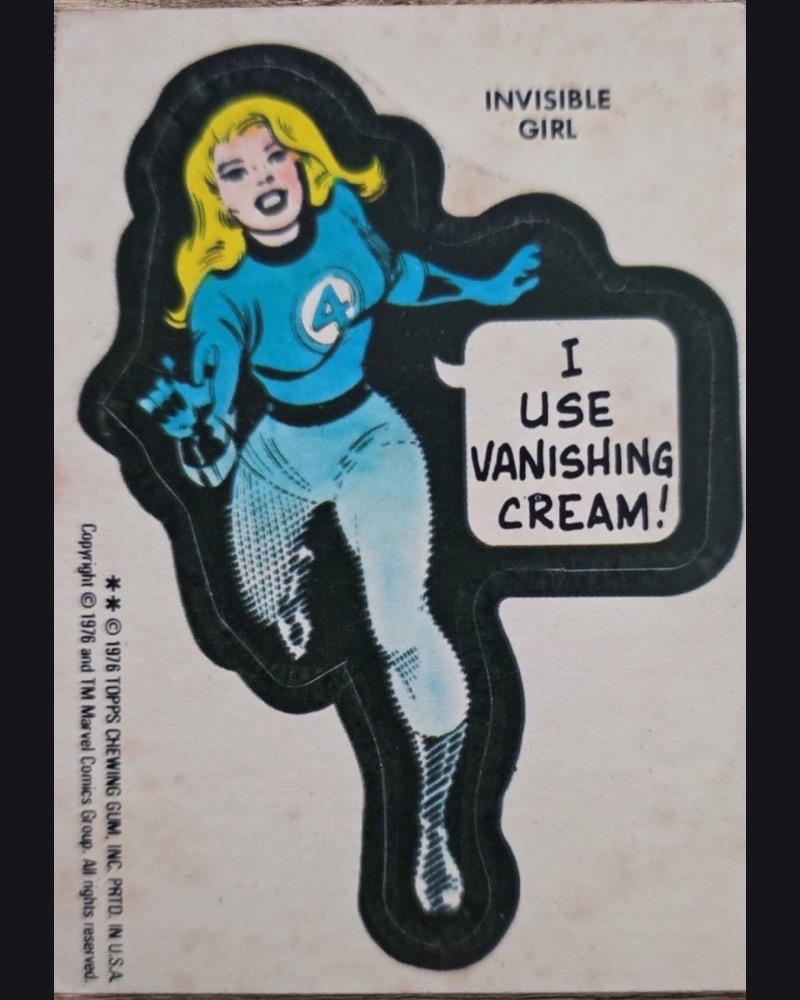 INVISIBLE
GIRL
4
I
USE
VANISHING
CREAM!
** © 1976 TOPPS CHEWING GUM, INC. PRTD. IN U.S.A.
Copyright © 1976 and TM Marvel Comics Group. All rights reserved.